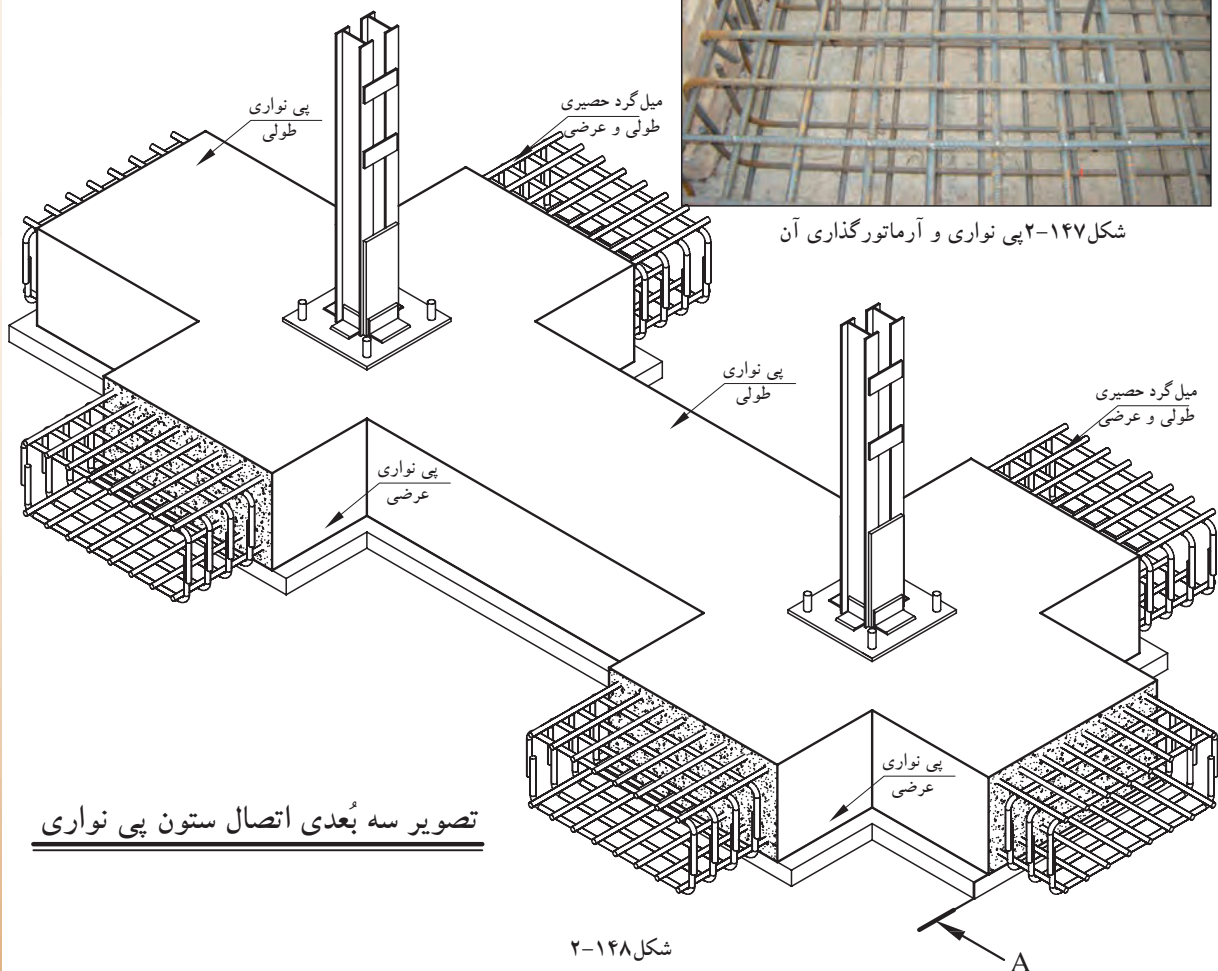 پی نواری
طولی
میل‌گرد حصیری
طولی و عرضی
شکل۱۴۷-۲پی نواری و آرماتورگذاری آن
پی نواری
طولی
میل‌گرد حصیری
طولی و عرضی
پی نواری
عرضی
پی نواری
عرضی
تصویر سه بُعدی اتصال ستون پی نواری
شکل۱۴۸-۲
A